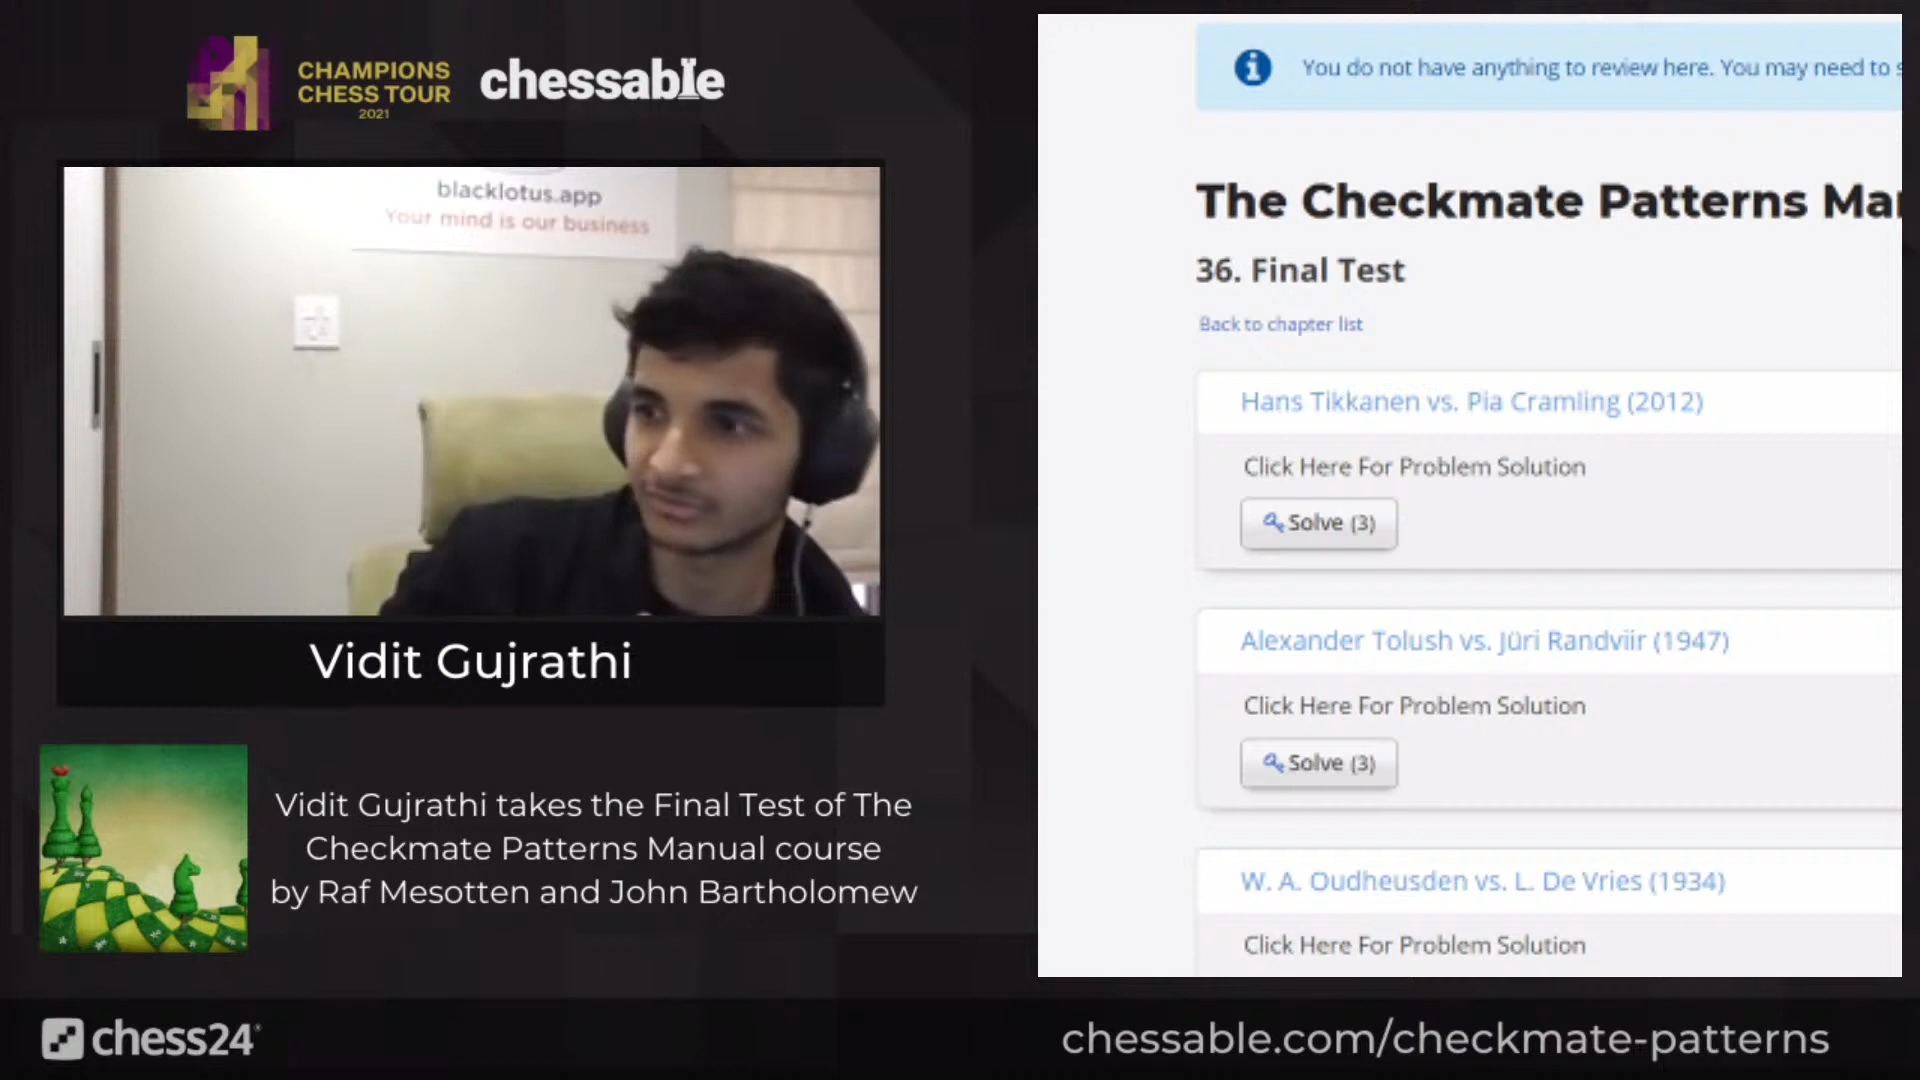 CHAMPIONS
CHESS TOUR
2021
chessable
blacklotus.app
Your mind is our business
Vidit Gujrathi
Vidit Gujrathi takes the Final Test of The
Checkmate Patterns Manual course
by Raf Mesotten and John Bartholomew
You do not have anything to review here. You may need to s
The Checkmate Patterns Ma
36. Final Test
Back to chapter list
Hans Tikkanen vs. Pia Cramling (2012)
Click Here For Problem Solution
Solve (3)
Alexander Tolush vs. Jüri Randviir (1947)
Click Here For Problem Solution
Solve (3)
W. A. Oudheusden vs. L. De Vries (1934)
Click Here For Problem Solution
chess24
chessable.com/checkmate-patterns